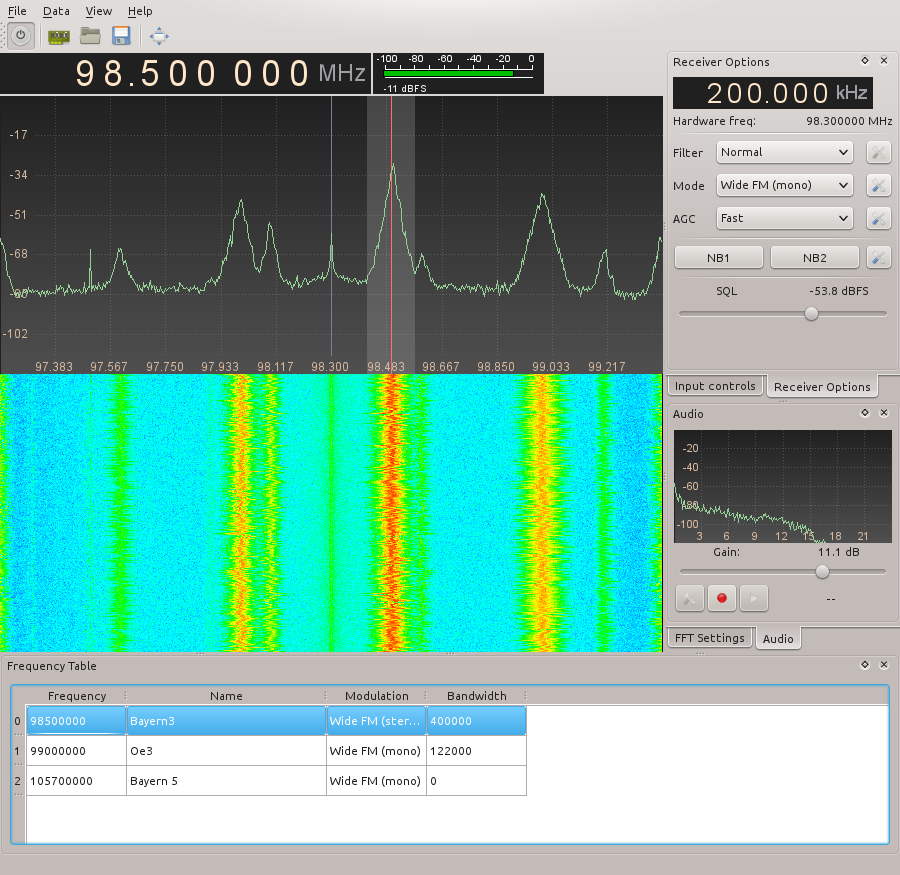 File Data View Help
98.500 000 MHz
-100 -80 -60 -40 -20 0
-11 dBFS
-17
-34
-51
-68
-85
-102
97.383 97.567 97.750 97.933 98.117 98.300 98.483 98.667 98.850 99.033 99.217
Receiver Options
200.000 kHz
Hardware freq: 98.300000 MHz
Filter Normal
Mode Wide FM (mono)
AGC Fast
NB1 NB2
SQL -53.8 dBFS
Input controls Receiver Options
Audio
-20
-40
-60
-80
-100
3 6 9 12 15 18 21
Gain: 11.1 dB
--
FFT Settings Audio
Frequency Table
Frequency Name Modulation Bandwidth
0 98500000 Bayern3 Wide FM (ster... 400000
1 99000000 Oe3 Wide FM (mono) 122000
2 105700000 Bayern 5 Wide FM (mono) 0